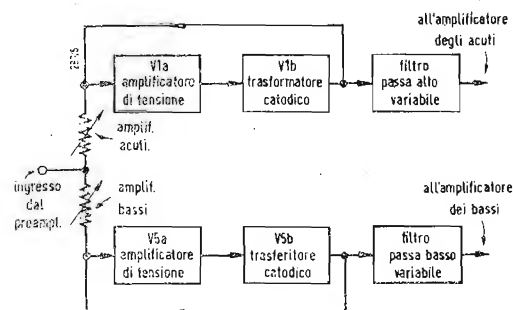 all'amplificatore
degli acuti
V1a
amplificatore
di tensione
V1b
trasformatore
catodico
filtro
passa alto
variabile
amplif.
acuti.
ingresso
dal
preampl.
amplif.
bassi
all'amplificatore
dei bassi
V5a
amplificatore
di tensione
V5b
trasferitore
catodico
filtro
passa basso
variabile